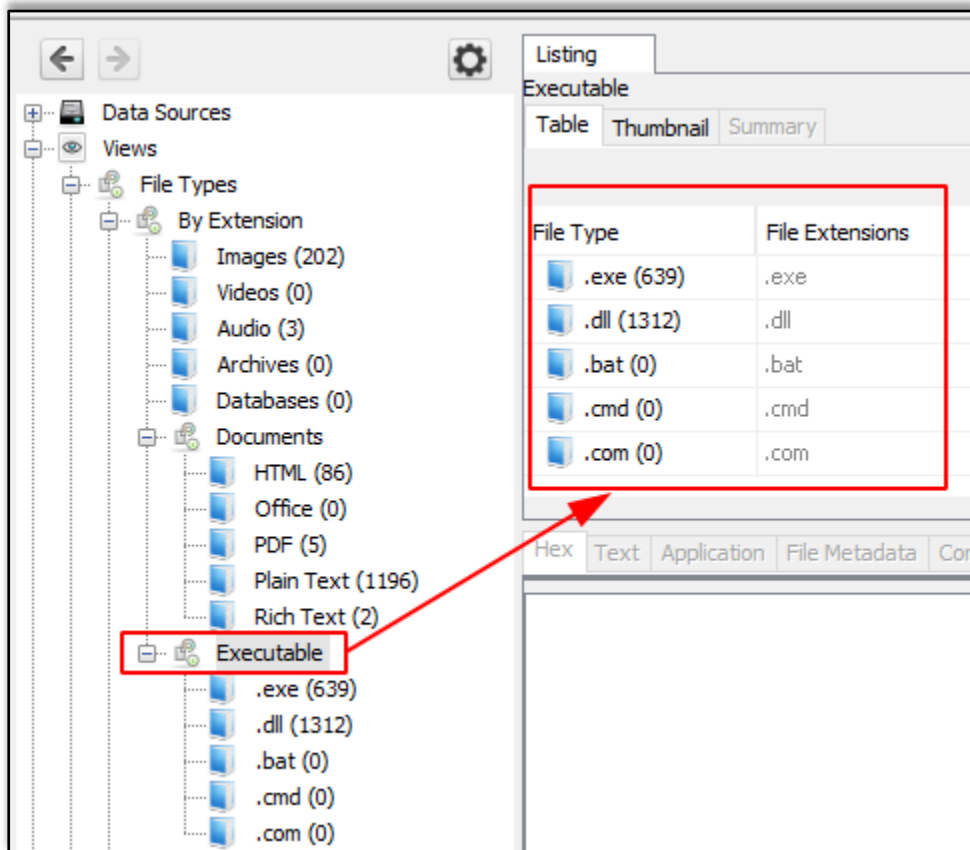 Data Sources
Views
File Types
By Extension
Images (202)
Videos (0)
Audio (3)
Archives (0)
Databases (0)
Documents
HTML (86)
Office (0)
PDF (5)
Plain Text (1196)
Rich Text (2)
Executable
.exe (639)
.dll (1312)
.bat (0)
.cmd (0)
.com (0)
Listing
Executable
Table Thumbnail Summary
File Type File Extensions
.exe (639) .exe
.dll (1312) .dll
.bat (0) .bat
.cmd (0) .cmd
.com (0) .com
Hex Text Application File Metadata Con